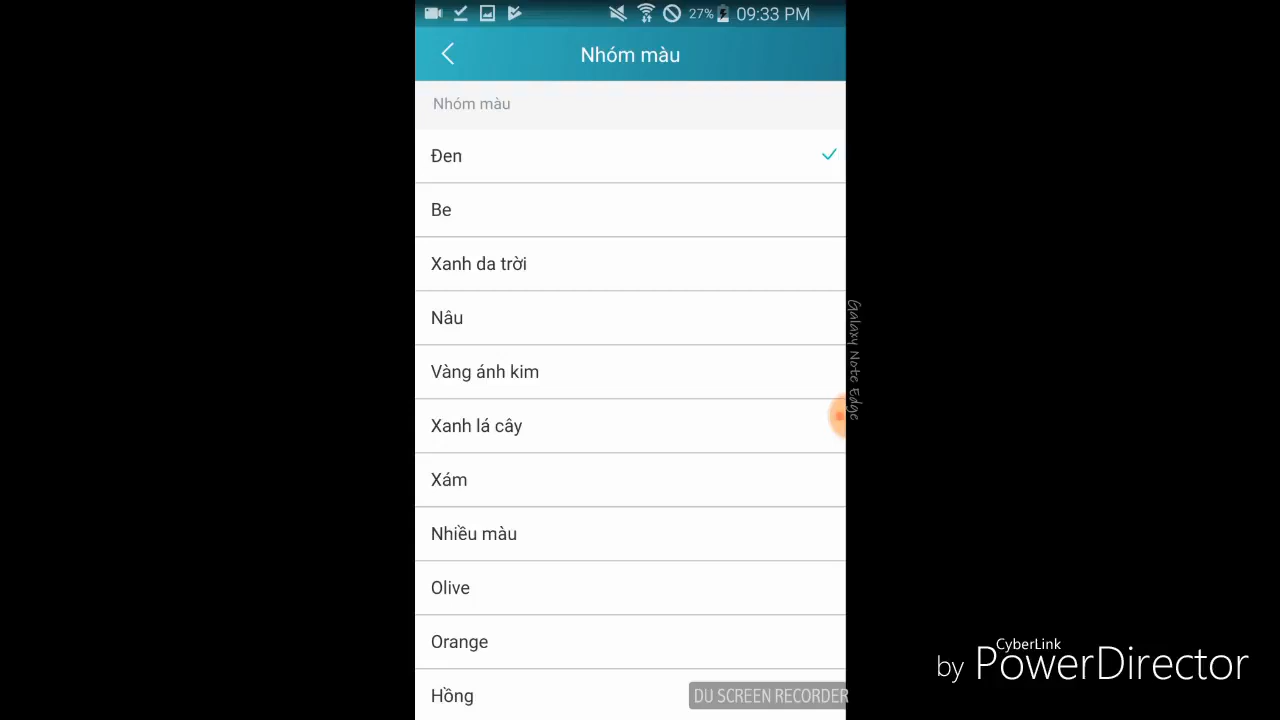 27% 09:33 PM
Nhóm màu
Nhóm màu
Đen
Be
Xanh da trời
Nâu
Vàng ánh kim
Xanh lá cây
Xám
Nhiều màu
Olive
Orange
Hồng
Galaxy Note Edge
DU SCREEN RECORDER
CyberLink
by PowerDirector